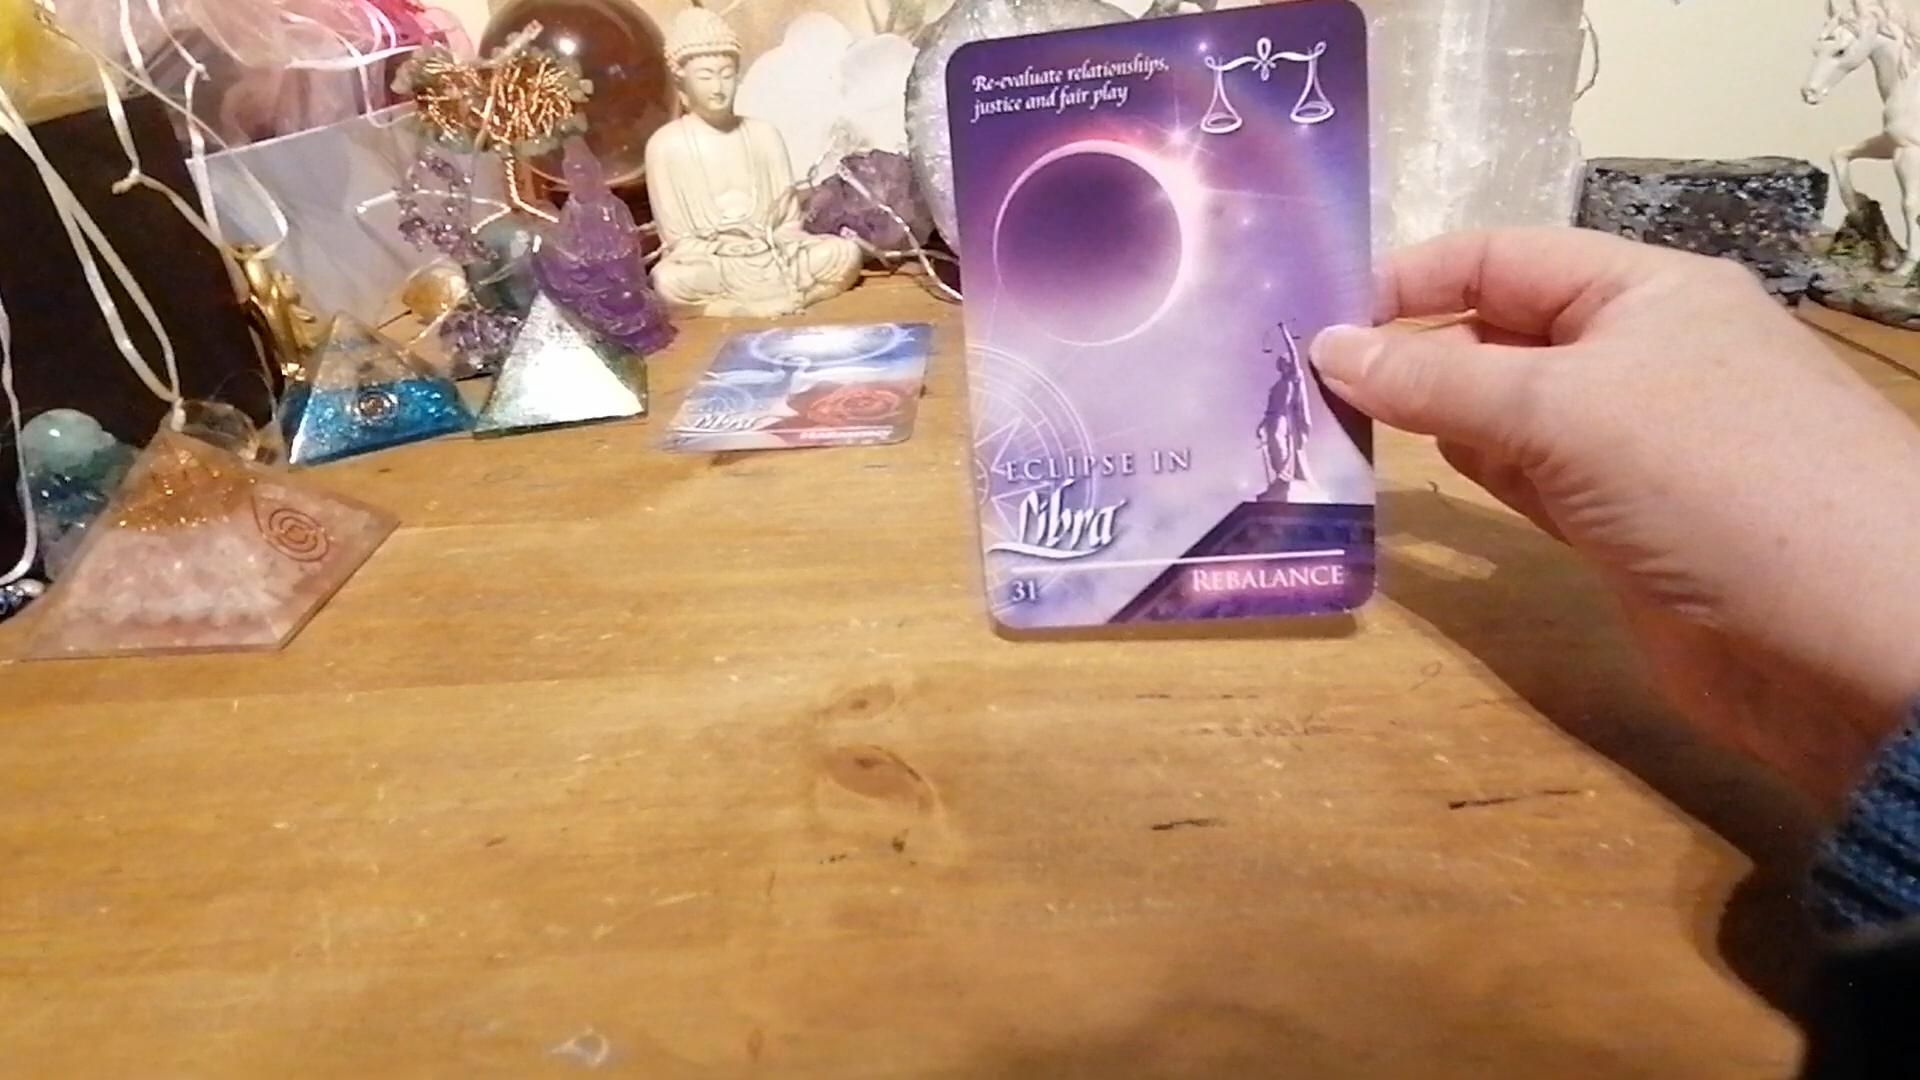 Re-evaluate relationships,
justice and fair play
ECLIPSE IN
Libra
31
REBALANCE
Libra